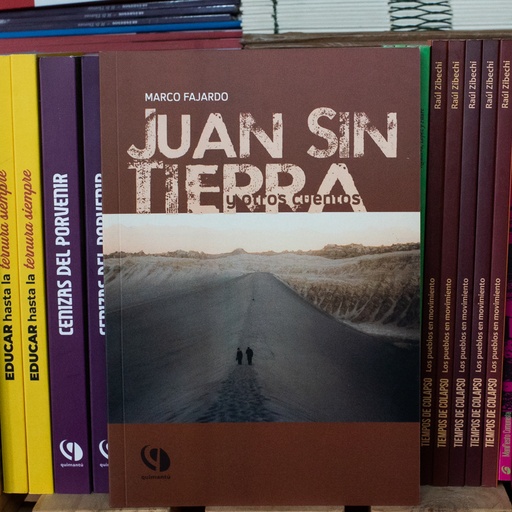 MARCO FAJARDO
JUAN SIN
TIERRA
y otros cuentos
quimantú
EDUCAR hasta la ternura siempre
EDUCAR hasta la ternura siempre
CENIZAS DEL PORVENIR
quimantú
CENIZAS DEL PORVENIR
Raúl Zibechi
Raúl Zibechi
Raúl Zibechi
Raúl Zibechi
TIEMPOS DE COLAPSO Los pueblos en movimiento
TIEMPOS DE COLAPSO Los pueblos en movimiento
TIEMPOS DE COLAPSO Los pueblos en movimiento
TIEMPOS DE COLAPSO Los pueblos en movimiento
TIEMPOS DE COLAPSO Los pueblos en movimiento